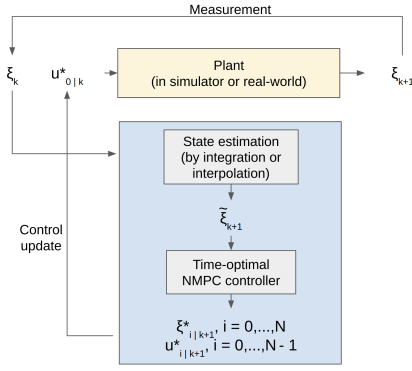 Measurement
ξk
u*0 | k
Plant
(in simulator or real-world)
ξk+1
State estimation
(by integration or
interpolation)
ξ̃k+1
Control
update
Time-optimal
NMPC controller
ξ*i | k+1, i = 0,...,N
u*i | k+1, i = 0,...,N - 1